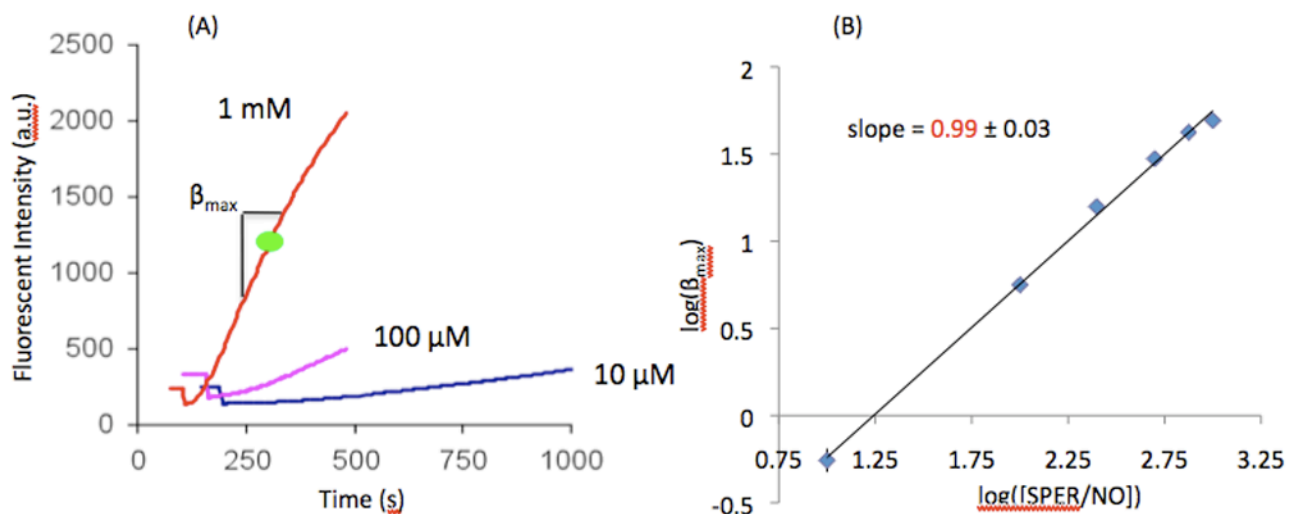 (A)
Fluorescent Intensity (a.u.)
2500
2000
1500
1000
500
0
1 mM
βmax
100 μM
10 μM
0 250 500 750 1000
Time (s)
(B)
log(βmax)
2
1.5
1
0.5
0
-0.5
slope = 0.99 ± 0.03
0.75 1.25 1.75 2.25 2.75 3.25
log([SPER/NO])